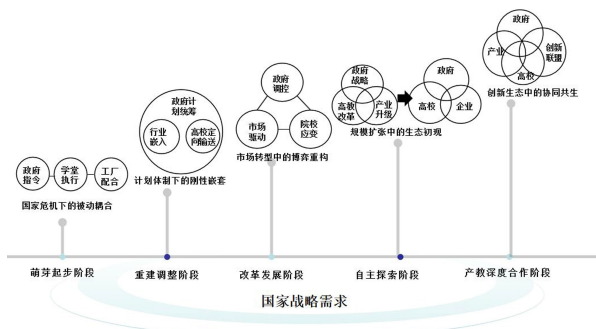 政府
指令
学堂
执行
工厂
配合
国家危机下的被动耦合
政府计
划统筹
行业
嵌入
高校定
向输送
计划体制下的刚性嵌套
政府
调控
市场
驱动
院校
应变
市场转型中的博弈重构
政府
战略
高教
改革
产业
升级
政府
高校
企业
规模扩张中的生态初现
政府
产业
创新
联盟
高校
创新生态中的协同共生
萌芽起步阶段
重建调整阶段
改革发展阶段
自主探索阶段
产教深度合作阶段
国家战略需求